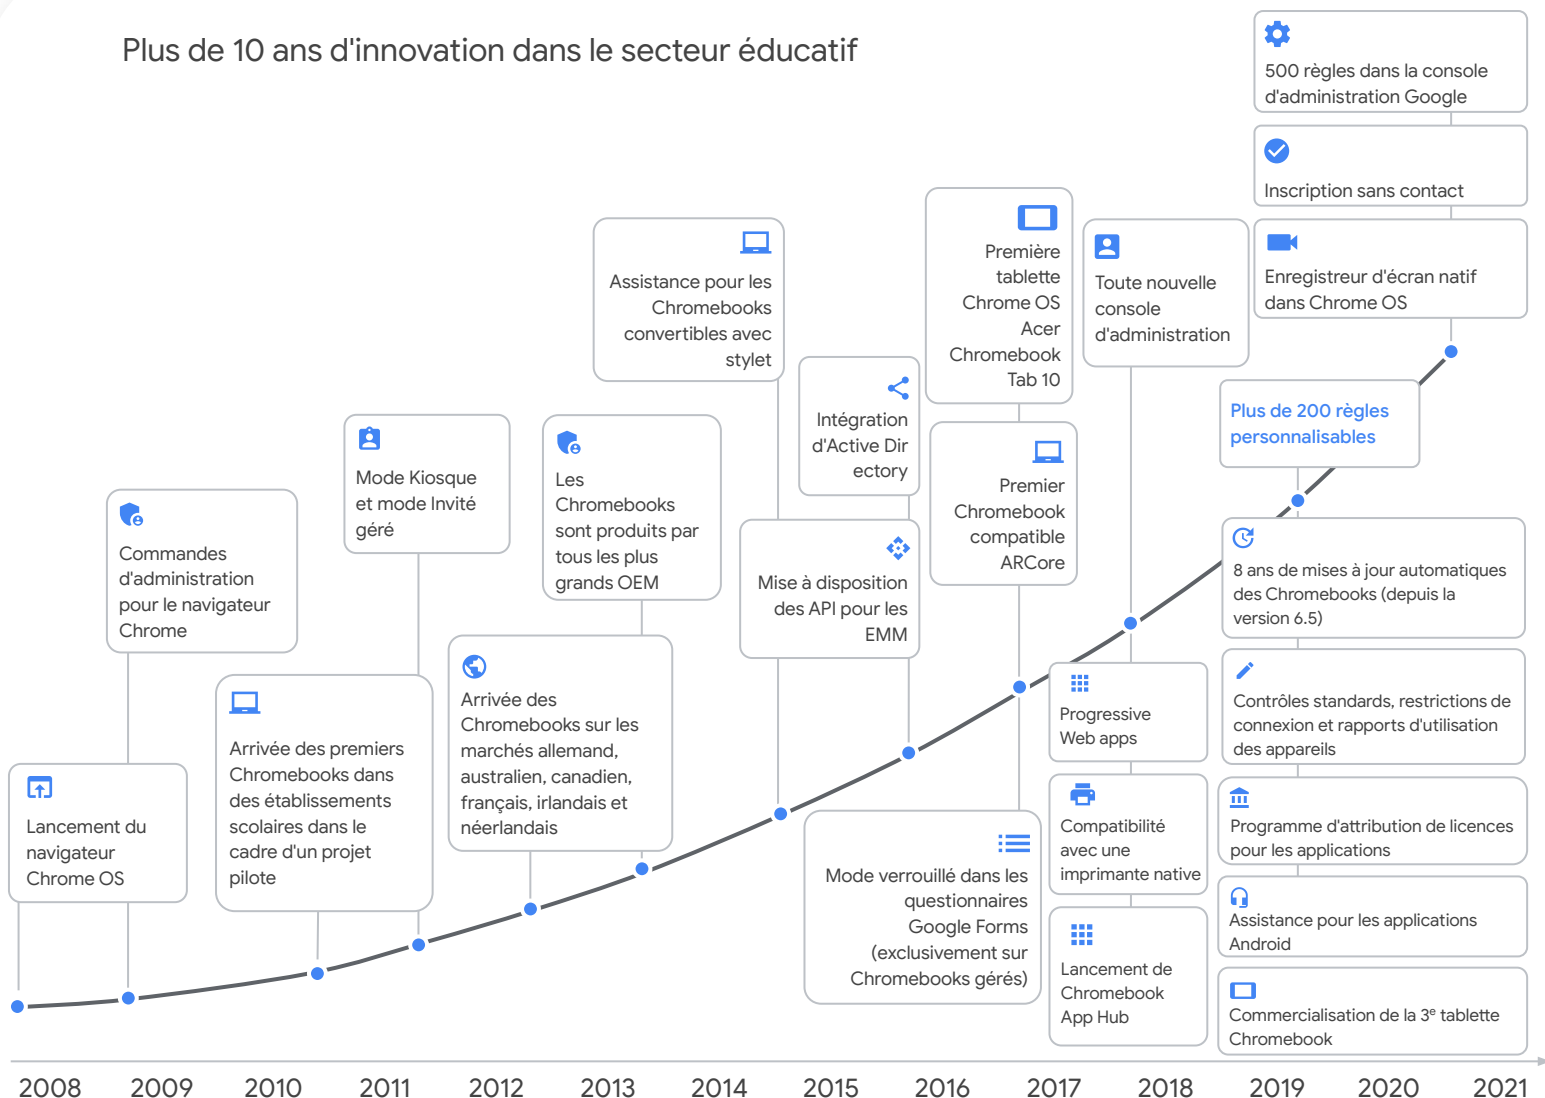 Plus de 10 ans d'innovation dans le secteur éducatif
500 règles dans la console
d'administration Google
Inscription sans contact
Enregistreur d'écran natif
dans Chrome OS
Première
tablette
Chrome OS
Acer
Chromebook
Tab 10
Toute nouvelle
console
d'administration
Assistance pour les
Chromebooks
convertibles avec
stylet
Intégration
d'Active Dir
ectory
Plus de 200 règles
personnalisables
Mode Kiosque
et mode Invité
géré
Les
Chromebooks
sont produits par
tous les plus
grands OEM
Premier
Chromebook
compatible
ARCore
Commandes
d'administration
pour le navigateur
Chrome
Mise à disposition
des API pour les
EMM
8 ans de mises à jour automatiques
des Chromebooks (depuis la
version 6.5)
Arrivée des
Chromebooks sur les
marchés allemand,
australien, canadien,
français, irlandais et
néerlandais
Progressive
Web apps
Contrôles standards, restrictions de
connexion et rapports d'utilisation
des appareils
Arrivée des premiers
Chromebooks dans
des établissements
scolaires dans le
cadre d'un projet
pilote
Lancement du
navigateur
Chrome OS
Compatibilité
avec une
imprimante native
Programme d'attribution de licences
pour les applications
Mode verrouillé dans les
questionnaires
Google Forms
(exclusivement sur
Chromebooks gérés)
Assistance pour les applications
Android
Lancement de
Chromebook
App Hub
Commercialisation de la 3e tablette
Chromebook
2008 2009 2010 2011 2012 2013 2014 2015 2016 2017 2018 2019 2020 2021